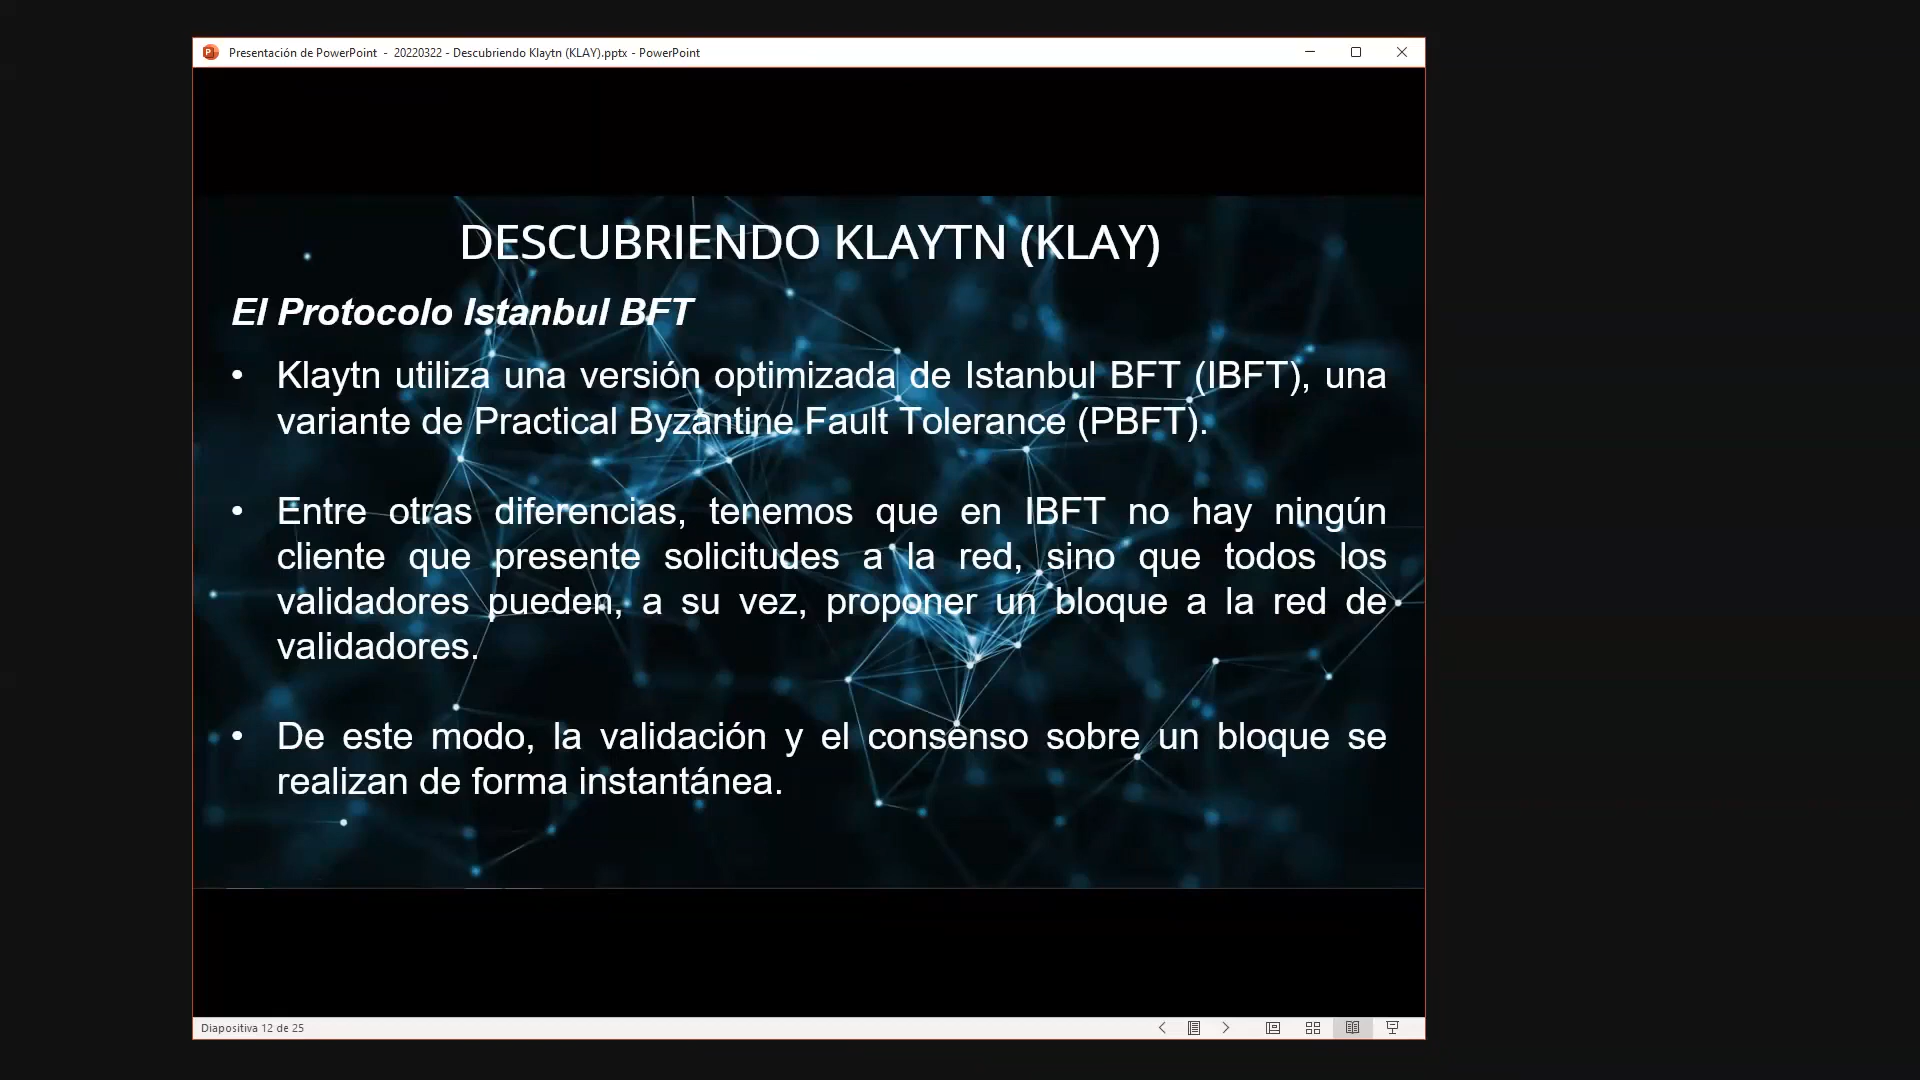 Presentación de PowerPoint - 20220322 - Descubriendo Klaytn (KLAY).pptx - PowerPoint
DESCUBRIENDO KLAYTN (KLAY)
El Protocolo Istanbul BFT
• Klaytn utiliza una versión optimizada de Istanbul BFT (IBFT), una
variante de Practical Byzantine Fault Tolerance (PBFT).
• Entre otras diferencias, tenemos que en IBFT no hay ningún
cliente que presente solicitudes a la red, sino que todos los
validadores pueden, a su vez, proponer un bloque a la red de
validadores.
• De este modo, la validación y el consenso sobre un bloque se
realizan de forma instantánea.
Diapositiva 12 de 25